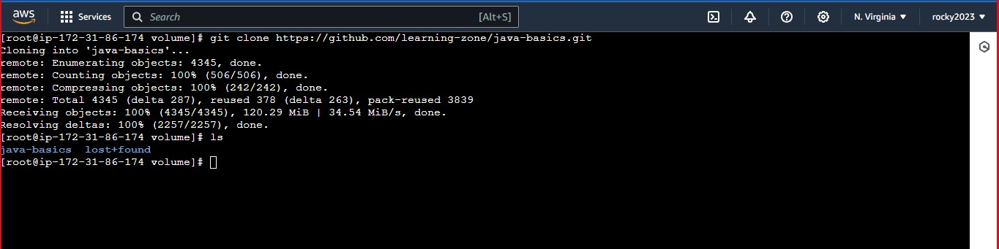 aws Services Search [Alt+S] N. Virginia rocky2023
[root@ip-172-31-86-174 volume]# git clone https://github.com/learning-zone/java-basics.git
Cloning into 'java-basics'...
remote: Enumerating objects: 4345, done.
remote: Counting objects: 100% (506/506), done.
remote: Compressing objects: 100% (242/242), done.
remote: Total 4345 (delta 287), reused 378 (delta 263), pack-reused 3839
Receiving objects: 100% (4345/4345), 120.29 MiB | 34.54 MiB/s, done.
Resolving deltas: 100% (2257/2257), done.
[root@ip-172-31-86-174 volume]# ls
java-basics  lost+found
[root@ip-172-31-86-174 volume]#